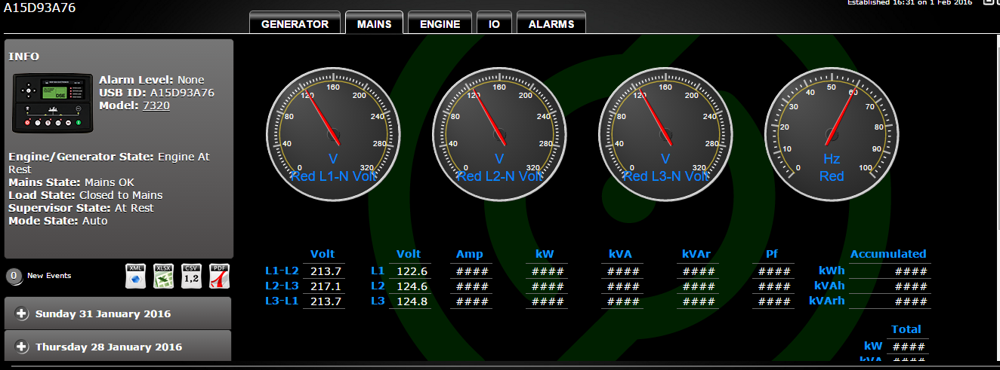 A15D93A76
Established 16:31 on 1 Feb 2016
GENERATOR MAINS ENGINE IO ALARMS
INFO
Alarm Level: None
USB ID: A15D93A76
Model: 7320
DSE
Engine/Generator State: Engine At
Rest
Mains State: Mains OK
Load State: Closed to Mains
Supervisor State: At Rest
Mode State: Auto
0 New Events
XML XLSX CSV 1,2 PDF
Sunday 31 January 2016
Thursday 28 January 2016
0 40 80 120 160 200 240 280 320
V
Red L1-N Volt
0 40 80 120 160 200 240 280 320
V
Red L2-N Volt
0 40 80 120 160 200 240 280 320
V
Red L3-N Volt
0 10 20 30 40 50 60 70 80 90 100
Hz
Red
Volt Volt Amp kW kVA kVAr Pf Accumulated
L1-L2 213.7 L1 122.6 #### #### #### #### #### kWh ####
L2-L3 217.1 L2 124.6 #### #### #### #### #### kVAh ####
L3-L1 213.7 L3 124.8 #### #### #### #### #### kVArh ####
Total
kW ####
kVA ####